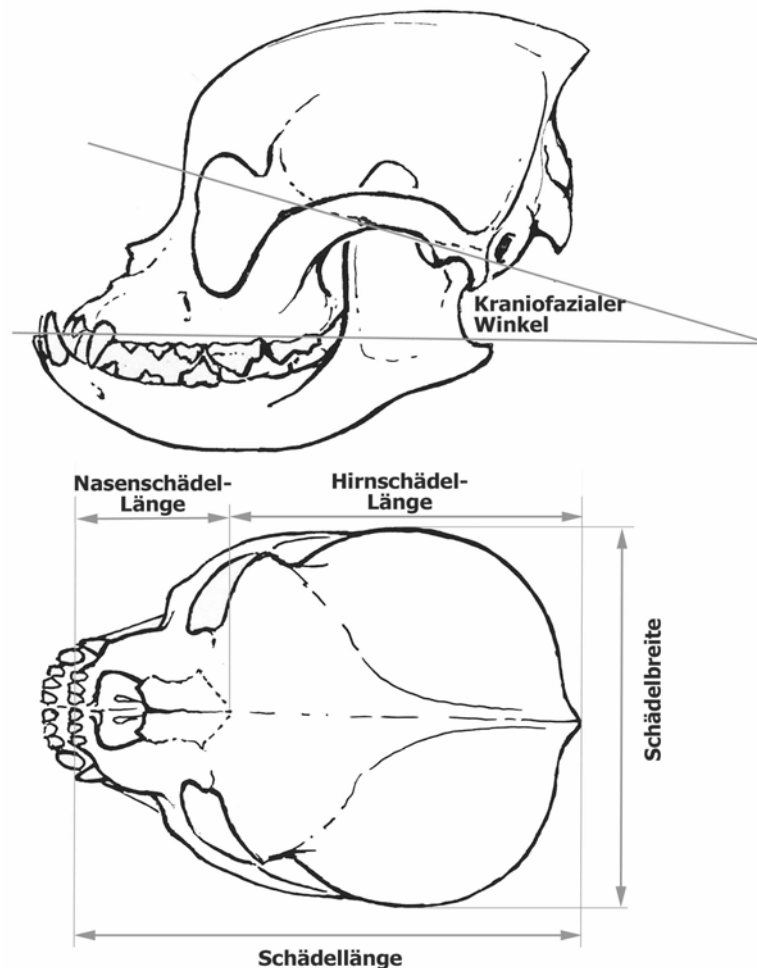 Kraniofazialer
Winkel
Nasenschädel-
Länge
Hirnschädel-
Länge
Schädelbreite
Schädellänge